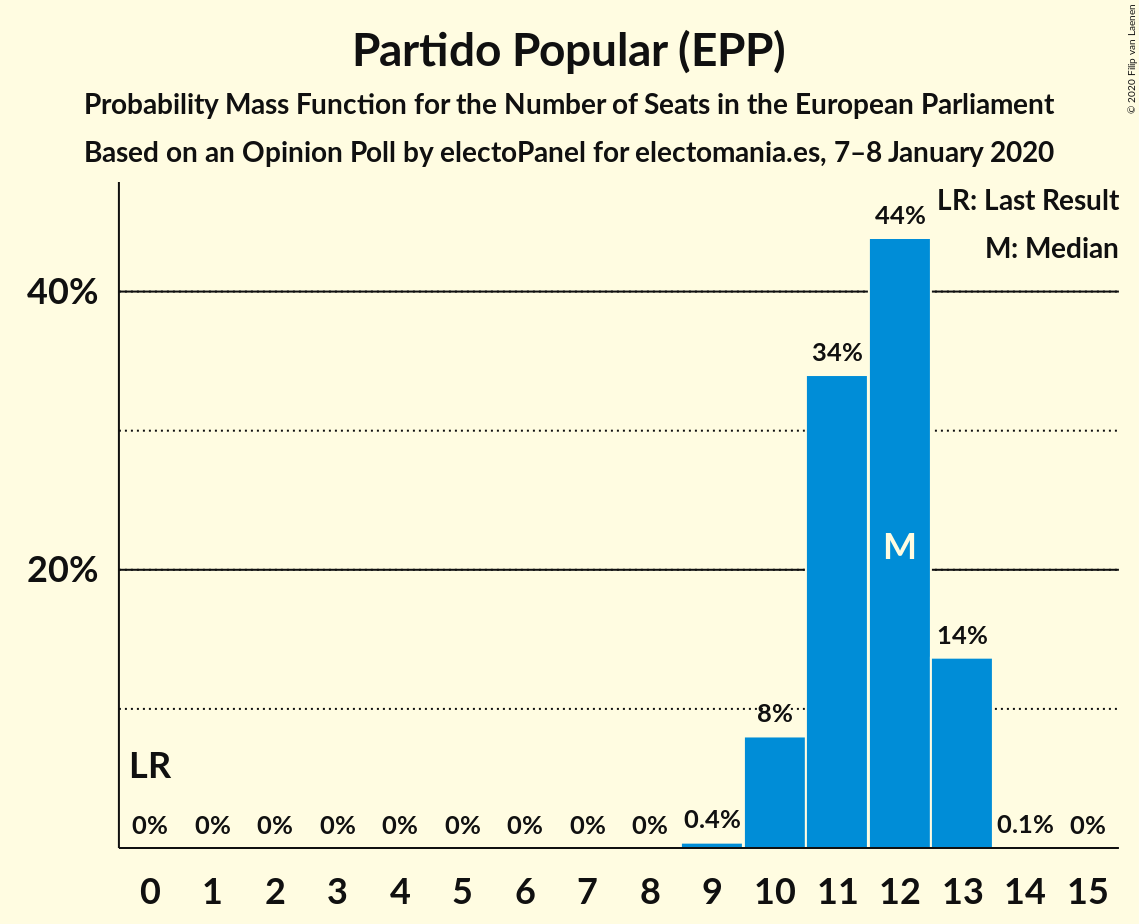 Partido Popular (EPP)
Probability Mass Function for the Number of Seats in the European Parliament
Based on an Opinion Poll by electoPanel for electomania.es, 7–8 January 2020
© 2020 Filip van Laenen
LR: Last Result
M: Median
44%
40%
34%
M
20%
14%
8%
LR
0% 0% 0% 0% 0% 0% 0% 0% 0% 0.4% 0.1% 0%
0 1 2 3 4 5 6 7 8 9 10 11 12 13 14 15